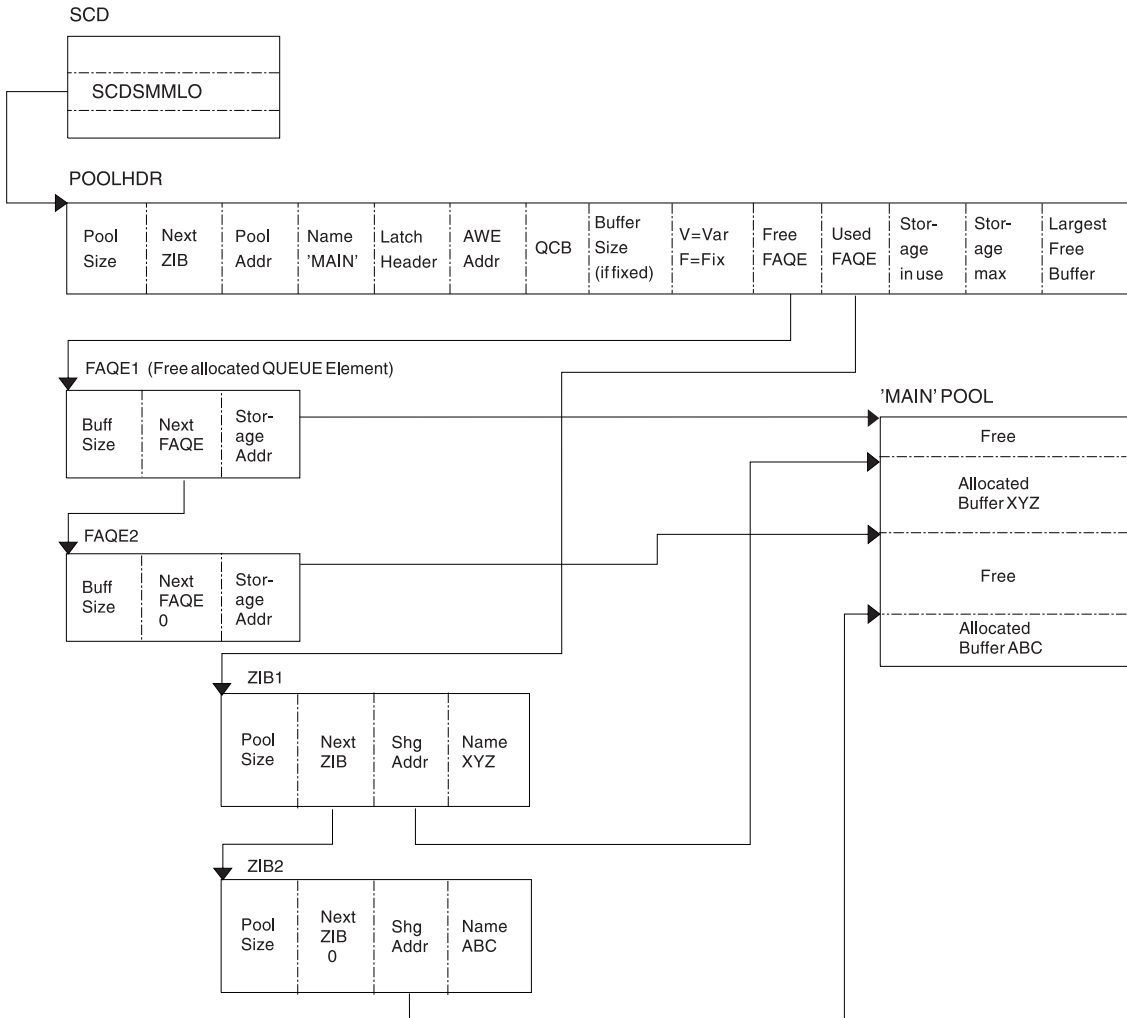 SCD
SCDSMMLO
POOLHDR
Pool
Size
Next
ZIB
Pool
Addr
Name
'MAIN'
Latch
Header
AWE
Addr
QCB
Buffer
Size
(if fixed)
V=Var
F=Fix
Free
FAQE
Used
FAQE
Stor-
age
in use
Stor-
age
max
Largest
Free
Buffer
FAQE1 (Free allocated QUEUE Element)
Buff
Size
Next
FAQE
Stor-
age
Addr
'MAIN' POOL
Free
Allocated
Buffer XYZ
Free
Allocated
Buffer ABC
FAQE2
Buff
Size
Next
FAQE
0
Stor-
age
Addr
ZIB1
Pool
Size
Next
ZIB
Shg
Addr
Name
XYZ
ZIB2
Pool
Size
Next
ZIB
0
Shg
Addr
Name
ABC